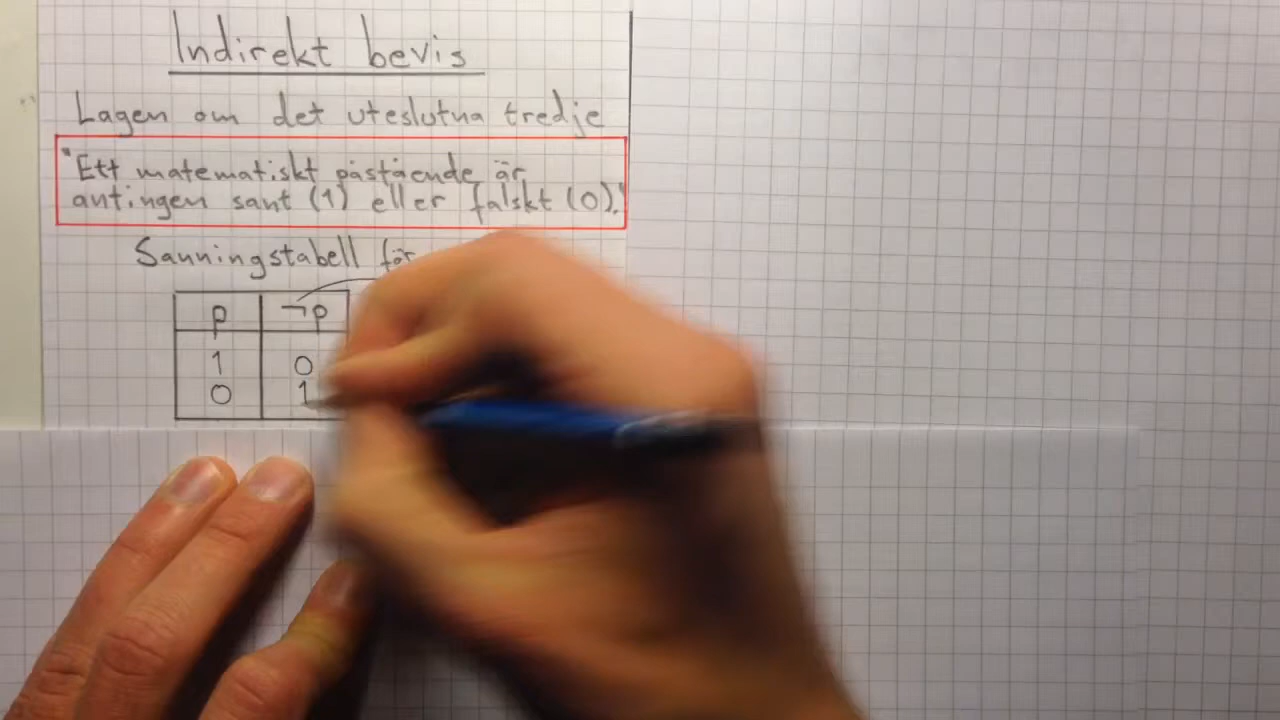 Indirekt bevis
Lagen om det uteslutna tredje
"Ett matematiskt påstående är
antingen sant (1) eller falskt (0)."
Sanningstabell för
p ¬p
1 0
0 1